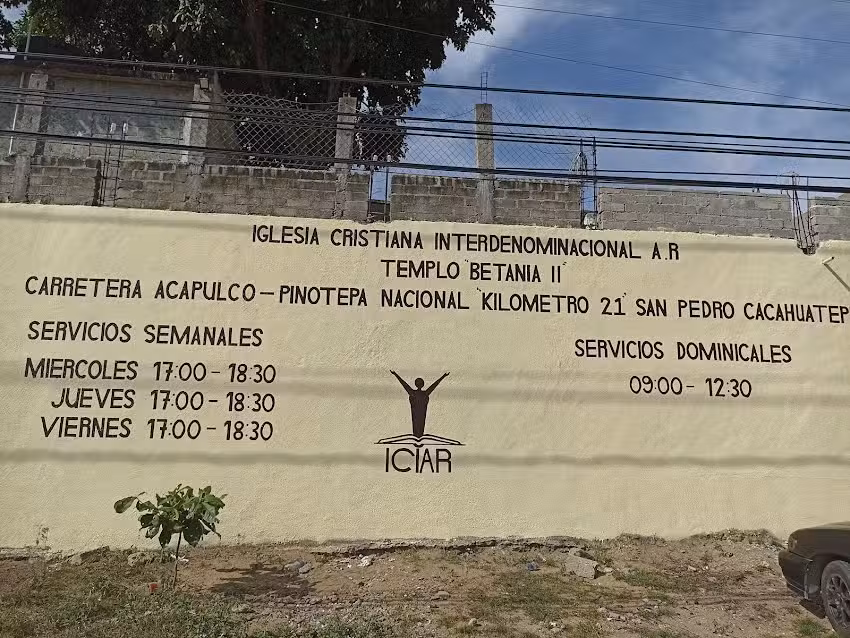 IGLESIA CRISTIANA INTERDENOMINACIONAL A.R
TEMPLO "BETANIA II"
CARRETERA ACAPULCO - PINOTEPA NACIONAL "KILOMETRO 21" SAN PEDRO CACAHUATEP
SERVICIOS SEMANALES
MIERCOLES 17:00 - 18:30
JUEVES 17:00 - 18:30
VIERNES 17:00 - 18:30
SERVICIOS DOMINICALES
09:00 - 12:30
ICIAR